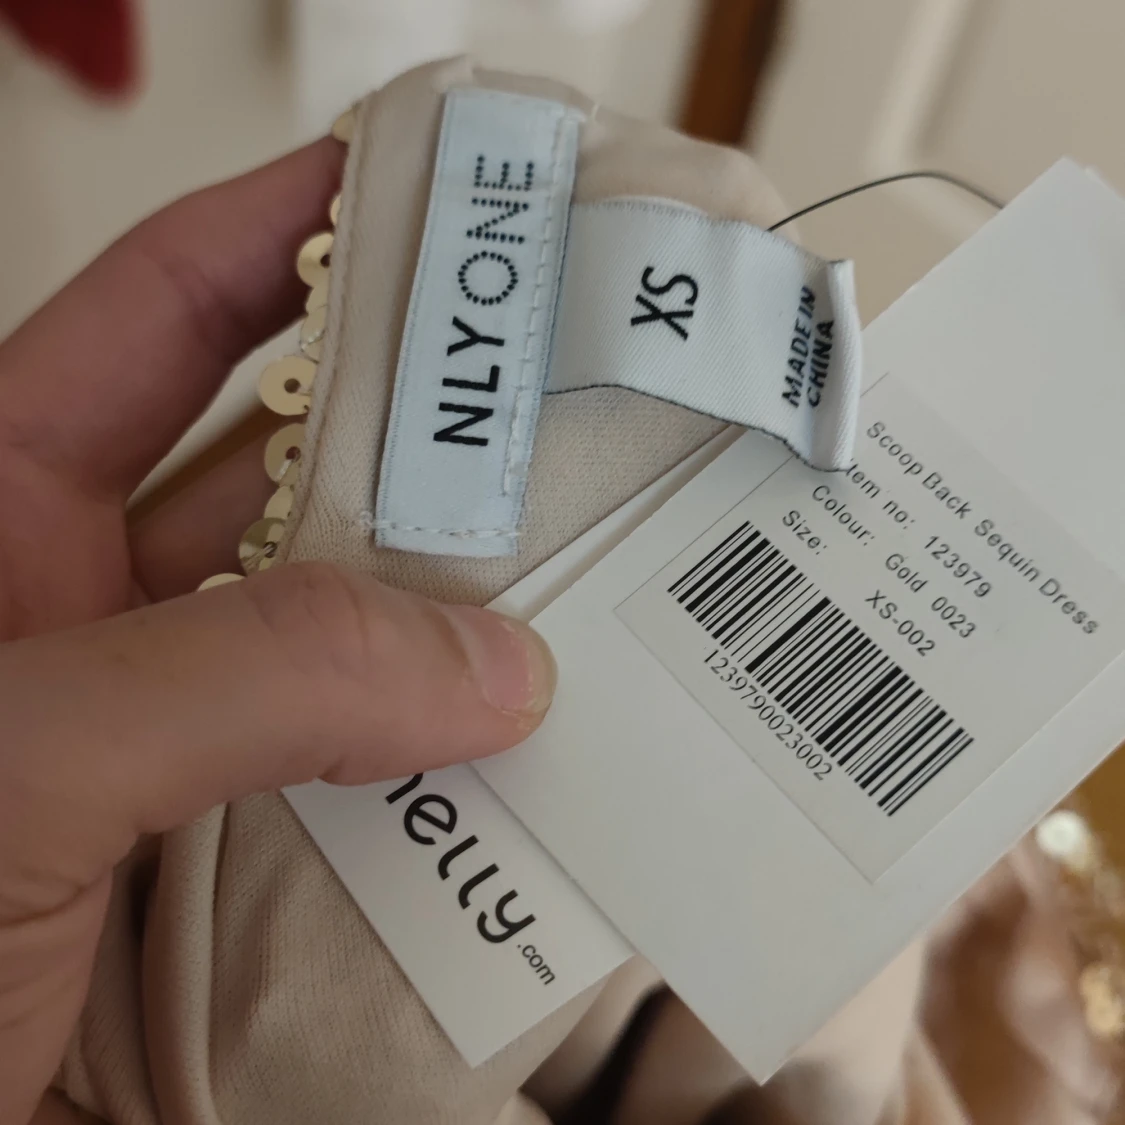 NLY ONE
XS
MADE IN
CHINA
Scoop Back Sequin Dress
Item no: 123979
Colour: Gold 0023
Size: XS-002
1239790023002
nelly.com